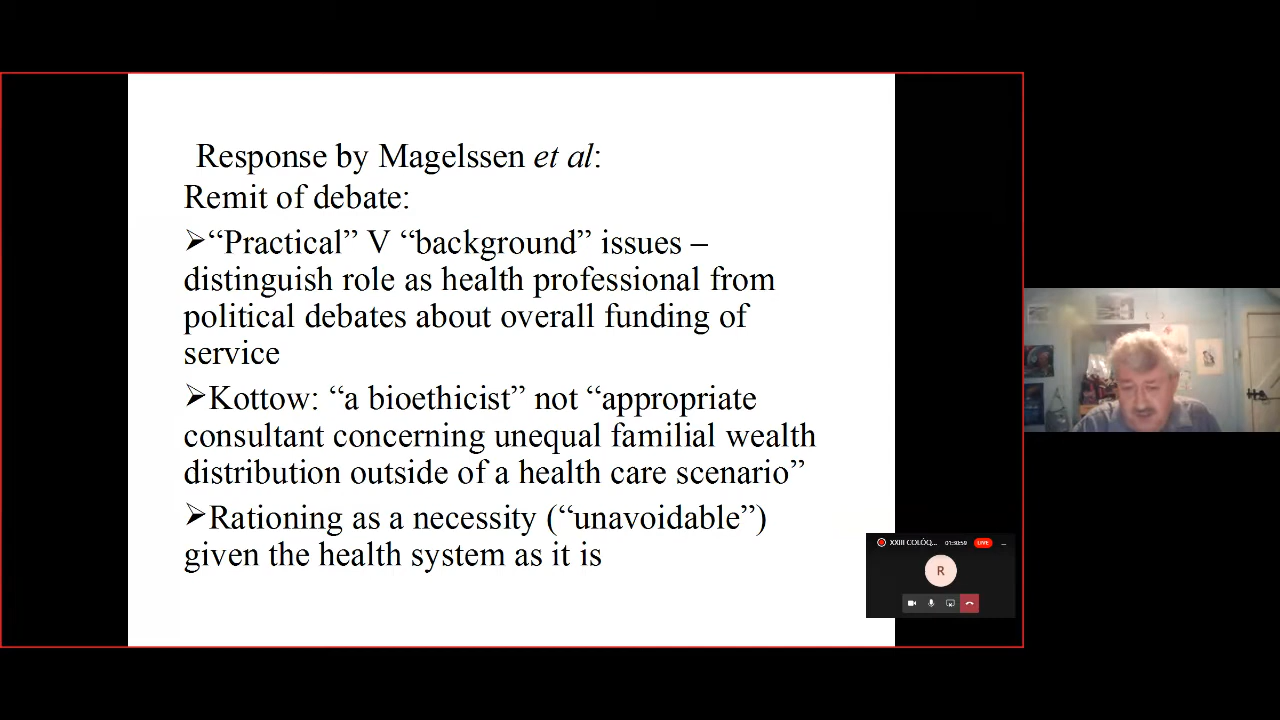 Response by Magelssen et al:
Remit of debate:
➢“Practical” V “background” issues –
distinguish role as health professional from
political debates about overall funding of
service
➢Kottow: “a bioethicist” not “appropriate
consultant concerning unequal familial wealth
distribution outside of a health care scenario”
➢Rationing as a necessity (“unavoidable”)
given the health system as it is
XXIII COLÓQ... LIVE
R